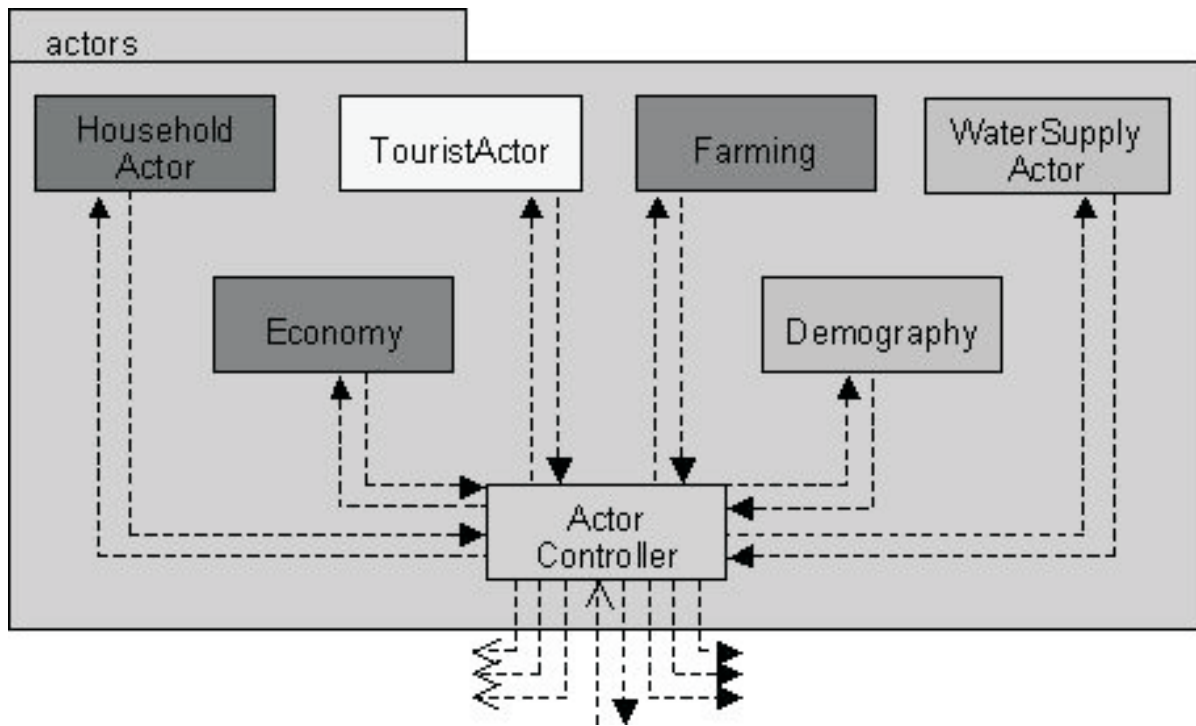 actors
Household
Actor
TouristActor
Farming
WaterSupply
Actor
Economy
Demography
Actor
Controller